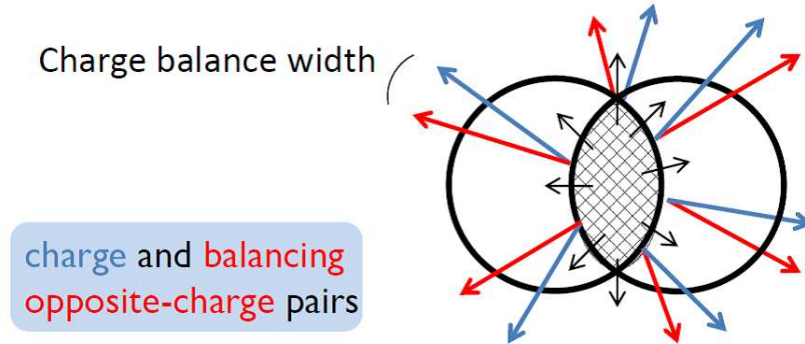 Charge balance width
charge and balancing
opposite-charge pairs